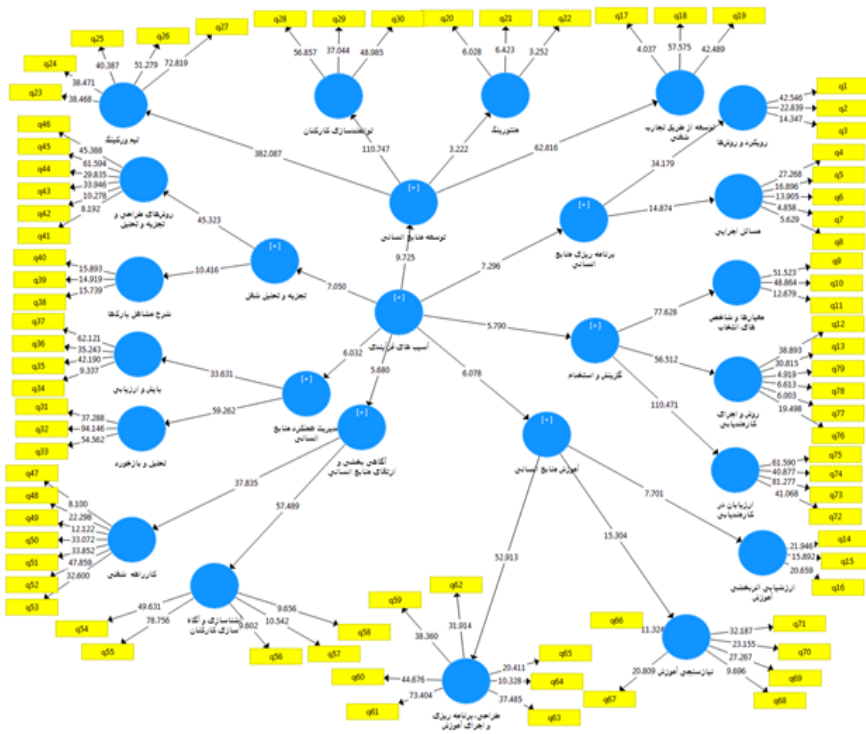 q28
q29
q30
q20
q21
q22
q17
q18
q19
q25
q26
q27
q24
q23
56.857
37.044
48.985
6.028
6.423
3.252
4.037
57.575
42.489
40.387
51.279
72.819
38.471
38.468
تیم ورکینگ
توانمندسازی کارکنان
منتورینگ
توسعه از طریق تجارب
شغلی
q1
q2
q3
42.546
22.839
14.347
رویکرد و روش‌ها
382.087
110.747
3.222
62.816
34.179
q46
q45
q44
q43
q42
q41
45.388
61.594
29.835
33.946
10.278
8.192
روش‌های طراحی و
تجزیه و تحلیل
[+]
توسعه منابع انسانی
[+]
برنامه ریزی منابع
انسانی
14.874
q4
q5
q6
q7
q8
27.268
16.896
13.905
4.858
5.629
مسائل اجرایی
45.323
10.416
[+]
تجزیه و تحلیل شغل
9.725
7.296
7.050
q40
q39
q38
15.893
14.919
15.739
[+]
آسیب های فرایندی
5.790
[+]
گزینش و استخدام
77.628
56.512
110.471
q9
q10
q11
51.523
48.864
12.679
معیارها و شاخص
های انتخاب
q37
q36
q35
q34
62.121
35.243
42.190
9.337
پایش و ارزیابی
33.631
59.262
6.032
5.680
6.078
[+]
مدیریت عملکرد منابع
انسانی
q12
q13
q79
q78
q77
q76
38.893
30.815
4.919
6.613
6.003
19.498
روش و اجرای
کارمندیابی
q31
q32
q33
37.288
94.146
54.562
تحلیل و بازخورد
[+]
آگاهی بخشی و
ارتقای منابع انسانی
[+]
آموزش منابع انسانی
q75
q74
q73
q72
61.590
40.877
81.277
41.068
ارزیابان در
کارمندیابی
37.835
57.489
52.913
15.304
7.701
q47
q48
q49
q50
q51
q52
q53
8.100
22.298
12.122
33.072
33.852
47.859
32.600
کارراهه شغلی
q14
q15
q16
21.946
15.892
20.659
ارزشیابی اثربخشی
آموزش
q54
q55
q56
q57
q58
49.631
78.756
9.602
10.542
9.656
شناسازی و آگاه
سازی کارکنان
q59
q62
q60
q61
q65
q64
q63
38.360
31.914
44.676
73.404
20.411
10.328
37.485
طراحی، برنامه ریزی
و اجرای آموزش
q66
q67
q71
q70
q69
q68
11.324
20.809
32.187
23.155
27.267
9.696
نیازسنجی آموزش